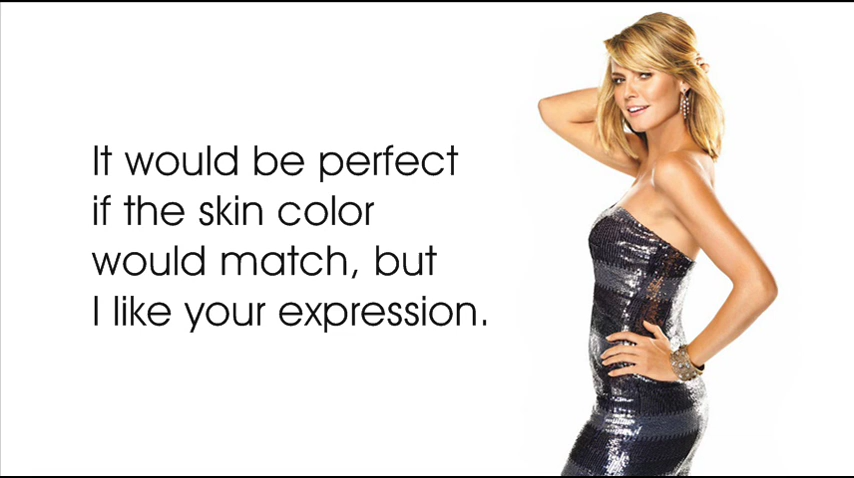 It would be perfect
if the skin color
would match, but
I like your expression.